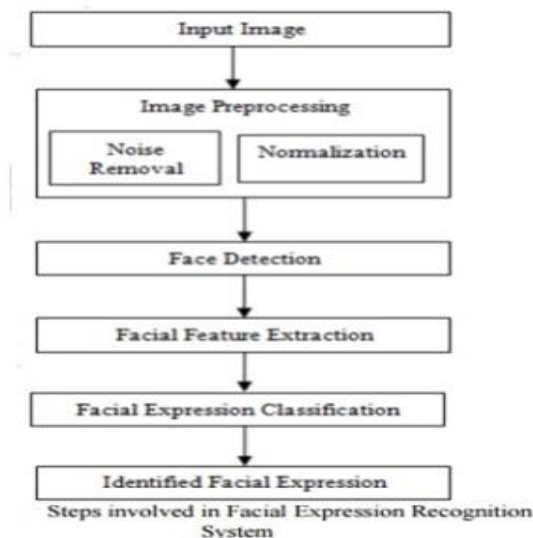 Input Image
Image Preprocessing
Noise
Removal
Normalization
Face Detection
Facial Feature Extraction
Facial Expression Classification
Identified Facial Expression
Steps involved in Facial Expression Recognition
System